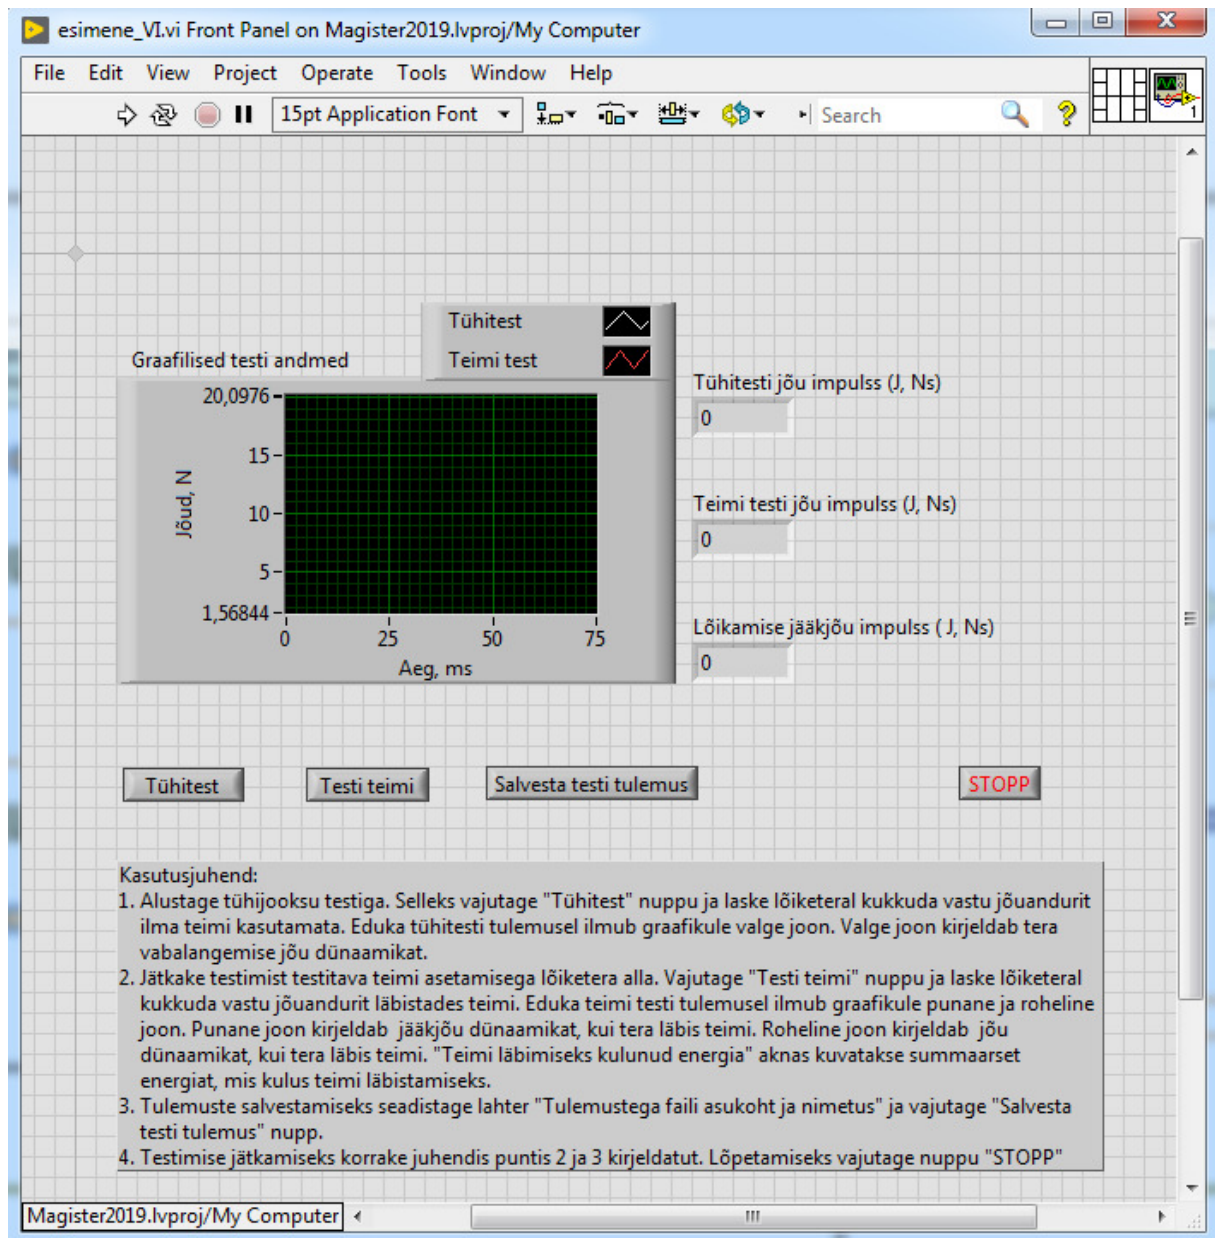 esimene_VI.vi Front Panel on Magister2019.lvproj/My Computer
File Edit View Project Operate Tools Window Help
15pt Application Font
Search
1
Tühitest
Graafilised testi andmed
Teimi test
20,0976
15
10
5
1,56844
Jõud, N
0 25 50 75
Aeg, ms
Tühitesti jõu impulss (J, Ns)
0
Teimi testi jõu impulss (J, Ns)
0
Lõikamise jääkjõu impulss ( J, Ns)
0
Tühitest
Testi teimi
Salvesta testi tulemus
STOPP
Kasutusjuhend:
1. Alustage tühijooksu testiga. Selleks vajutage "Tühitest" nuppu ja laske lõiketeral kukkuda vastu jõuandurit
ilma teimi kasutamata. Eduka tühitesti tulemusel ilmub graafikule valge joon. Valge joon kirjeldab tera
vabalangemise jõu dünaamikat.
2. Jätkake testimist testitava teimi asetamisega lõiketera alla. Vajutage "Testi teimi" nuppu ja laske lõiketeral
kukkuda vastu jõuandurit läbistades teimi. Eduka teimi testi tulemusel ilmub graafikule punane ja roheline
joon. Punane joon kirjeldab jääkjõu dünaamikat, kui tera läbis teimi. Roheline joon kirjeldab jõu
dünaamikat, kui tera läbis teimi. "Teimi läbimiseks kulunud energia" aknas kuvatakse summaarset
energiat, mis kulus teimi läbistamiseks.
3. Tulemuste salvestamiseks seadistage lahter "Tulemustega faili asukoht ja nimetus" ja vajutage "Salvesta
testi tulemus" nupp.
4. Testimise jätkamiseks korrake juhendis puntis 2 ja 3 kirjeldatut. Lõpetamiseks vajutage nuppu "STOPP"
Magister2019.lvproj/My Computer